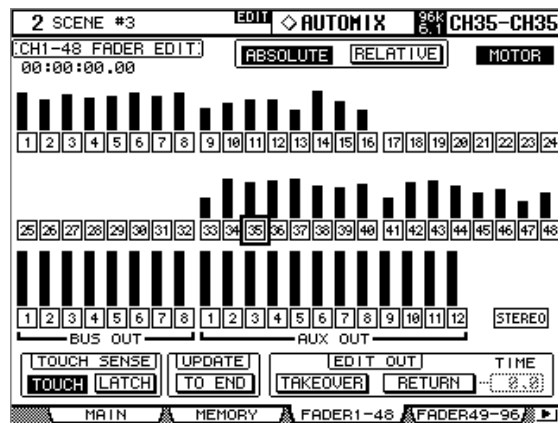 2 SCENE #3 EDIT ◇AUTOMIX 96K 6.1 CH35-CH35
CH1-48 FADER EDIT ABSOLUTE RELATIVE MOTOR
00:00:00.00
1 2 3 4 5 6 7 8 9 10 11 12 13 14 15 16 17 18 19 20 21 22 23 24
25 26 27 28 29 30 31 32 33 34 35 36 37 38 39 40 41 42 43 44 45 46 47 48
1 2 3 4 5 6 7 8 1 2 3 4 5 6 7 8 9 10 11 12 STEREO
BUS OUT AUX OUT
TOUCH SENSE UPDATE EDIT OUT TIME
TOUCH LATCH TO END TAKEOVER RETURN 0.0
MAIN MEMORY FADER1-48 FADER49-96